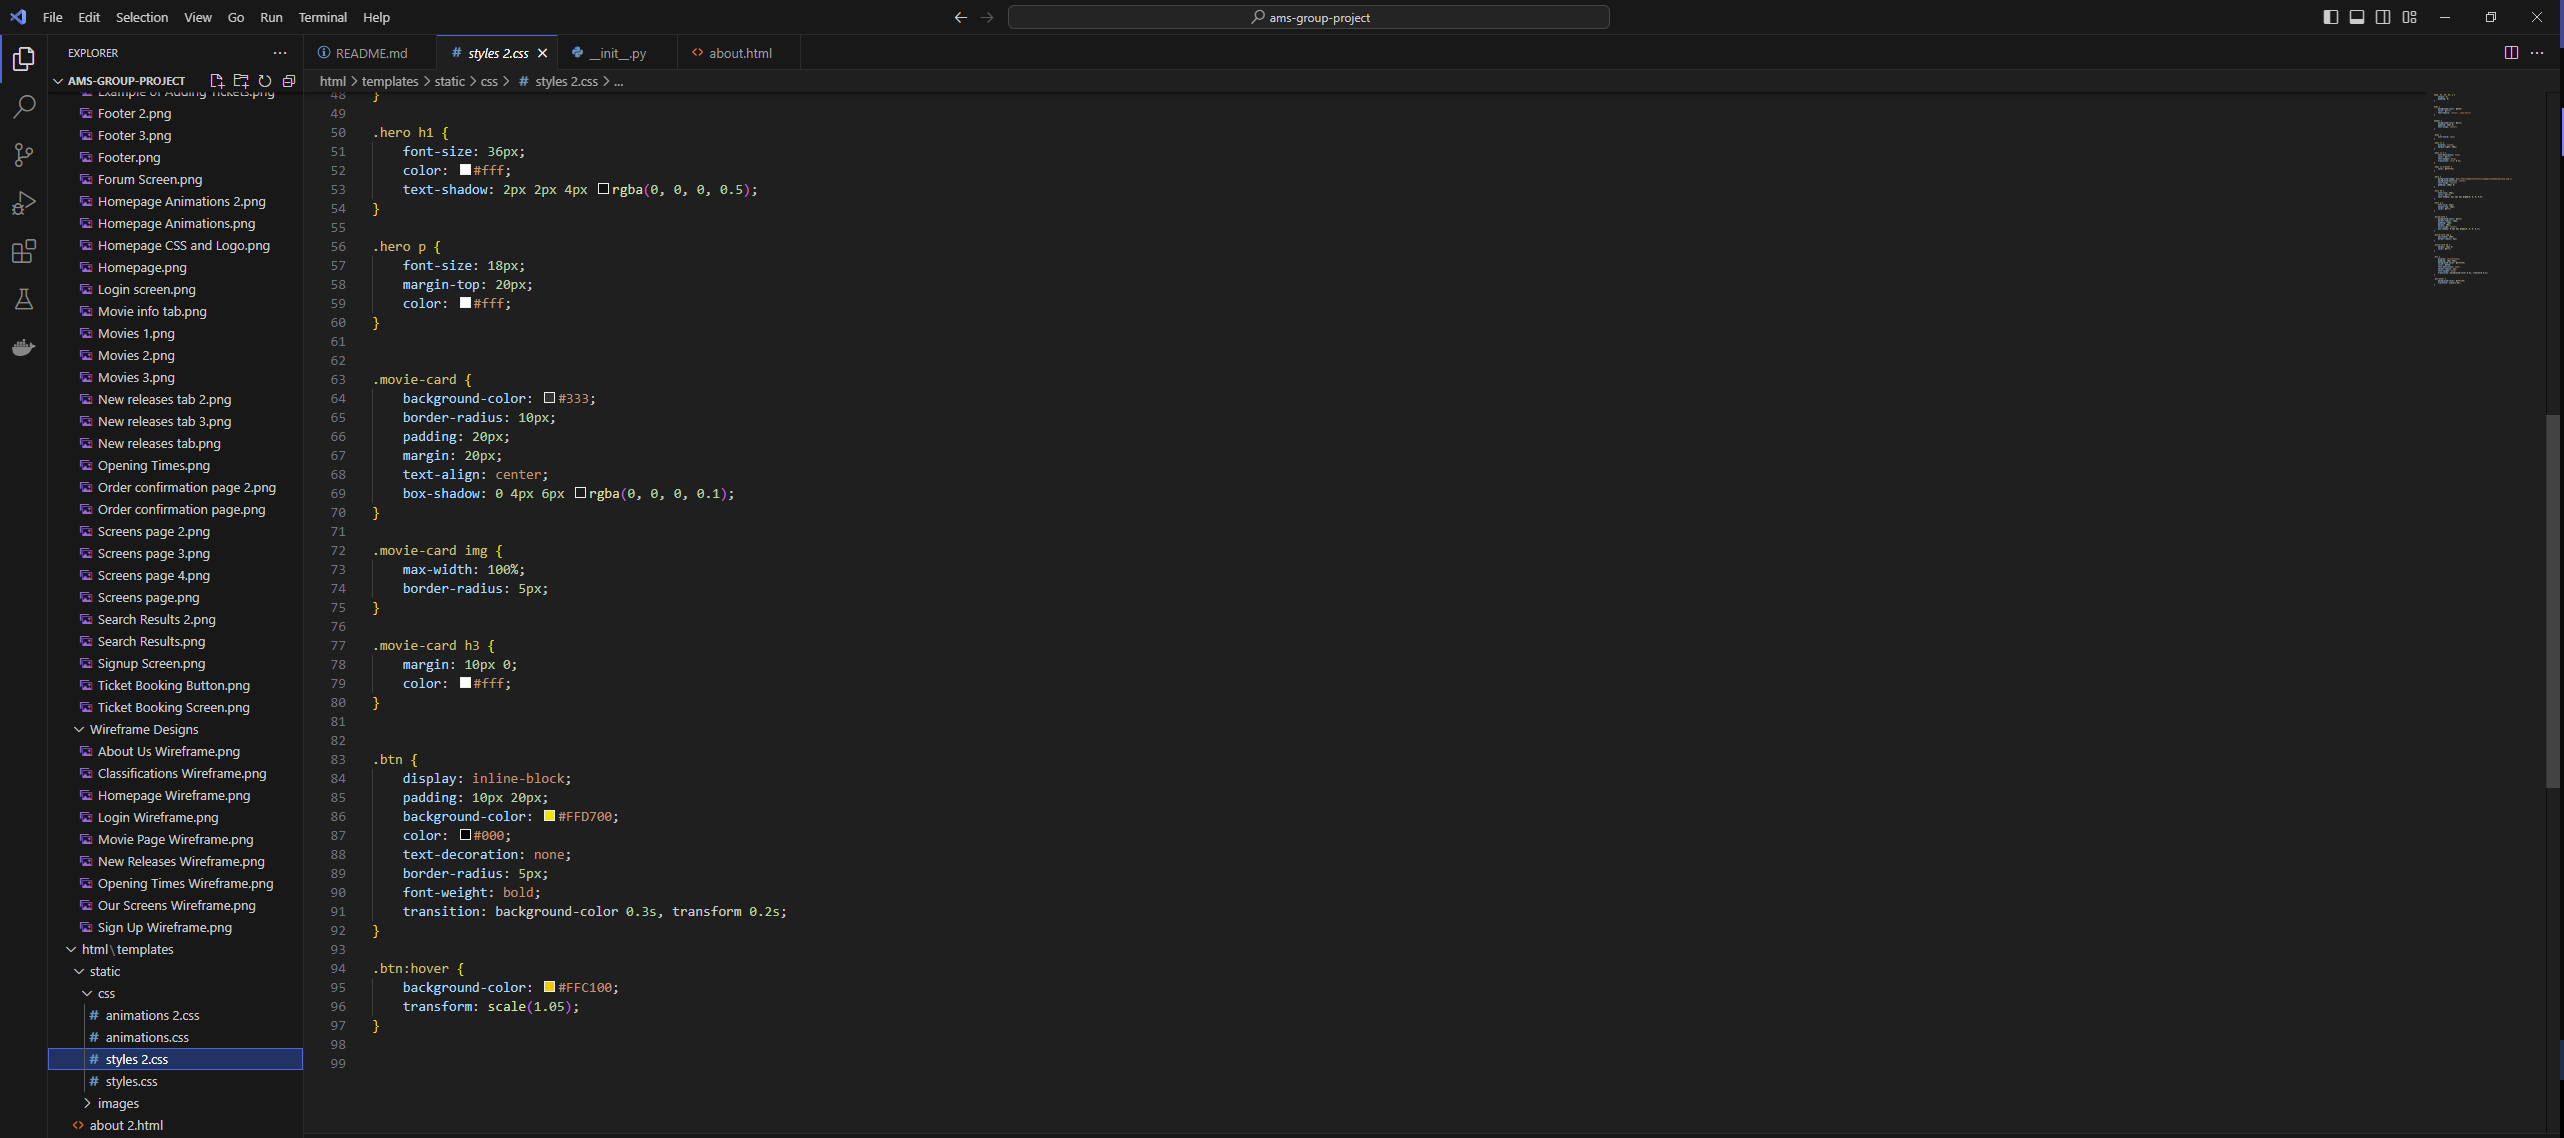 File Edit Selection View Go Run Terminal Help
ams-group-project
EXPLORER
AMS-GROUP-PROJECT
Example of Adding Tickets.png
Footer 2.png
Footer 3.png
Footer.png
Forum Screen.png
Homepage Animations 2.png
Homepage Animations.png
Homepage CSS and Logo.png
Homepage.png
Login screen.png
Movie info tab.png
Movies 1.png
Movies 2.png
Movies 3.png
New releases tab 2.png
New releases tab 3.png
New releases tab.png
Opening Times.png
Order confirmation page 2.png
Order confirmation page.png
Screens page 2.png
Screens page 3.png
Screens page 4.png
Screens page.png
Search Results 2.png
Search Results.png
Signup Screen.png
Ticket Booking Button.png
Ticket Booking Screen.png
Wireframe Designs
About Us Wireframe.png
Classifications Wireframe.png
Homepage Wireframe.png
Login Wireframe.png
Movie Page Wireframe.png
New Releases Wireframe.png
Opening Times Wireframe.png
Our Screens Wireframe.png
Sign Up Wireframe.png
html\templates
static
css
# animations 2.css
# animations.css
# styles 2.css
# styles.css
images
<> about 2.html
README.md # styles 2.css __init__.py <> about.html
html > templates > static > css > # styles 2.css > ...
48 }
49
50 .hero h1 {
51 font-size: 36px;
52 color: #fff;
53 text-shadow: 2px 2px 4px rgba(0, 0, 0, 0.5);
54 }
55
56 .hero p {
57 font-size: 18px;
58 margin-top: 20px;
59 color: #fff;
60 }
61
62
63 .movie-card {
64 background-color: #333;
65 border-radius: 10px;
66 padding: 20px;
67 margin: 20px;
68 text-align: center;
69 box-shadow: 0 4px 6px rgba(0, 0, 0, 0.1);
70 }
71
72 .movie-card img {
73 max-width: 100%;
74 border-radius: 5px;
75 }
76
77 .movie-card h3 {
78 margin: 10px 0;
79 color: #fff;
80 }
81
82
83 .btn {
84 display: inline-block;
85 padding: 10px 20px;
86 background-color: #FFD700;
87 color: #000;
88 text-decoration: none;
89 border-radius: 5px;
90 font-weight: bold;
91 transition: background-color 0.3s, transform 0.2s;
92 }
93
94 .btn:hover {
95 background-color: #FFC100;
96 transform: scale(1.05);
97 }
98
99